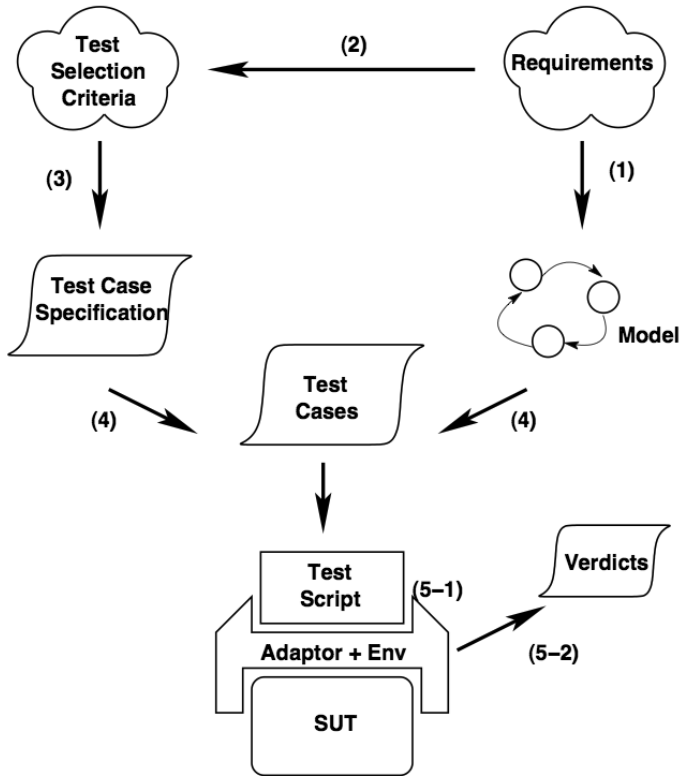 Test
Selection
Criteria
(2)
Requirements
(3)
(1)
Test Case
Specification
Model
Test
Cases
(4)
(4)
Test
Script
(5–1)
Verdicts
Adaptor + Env
(5–2)
SUT